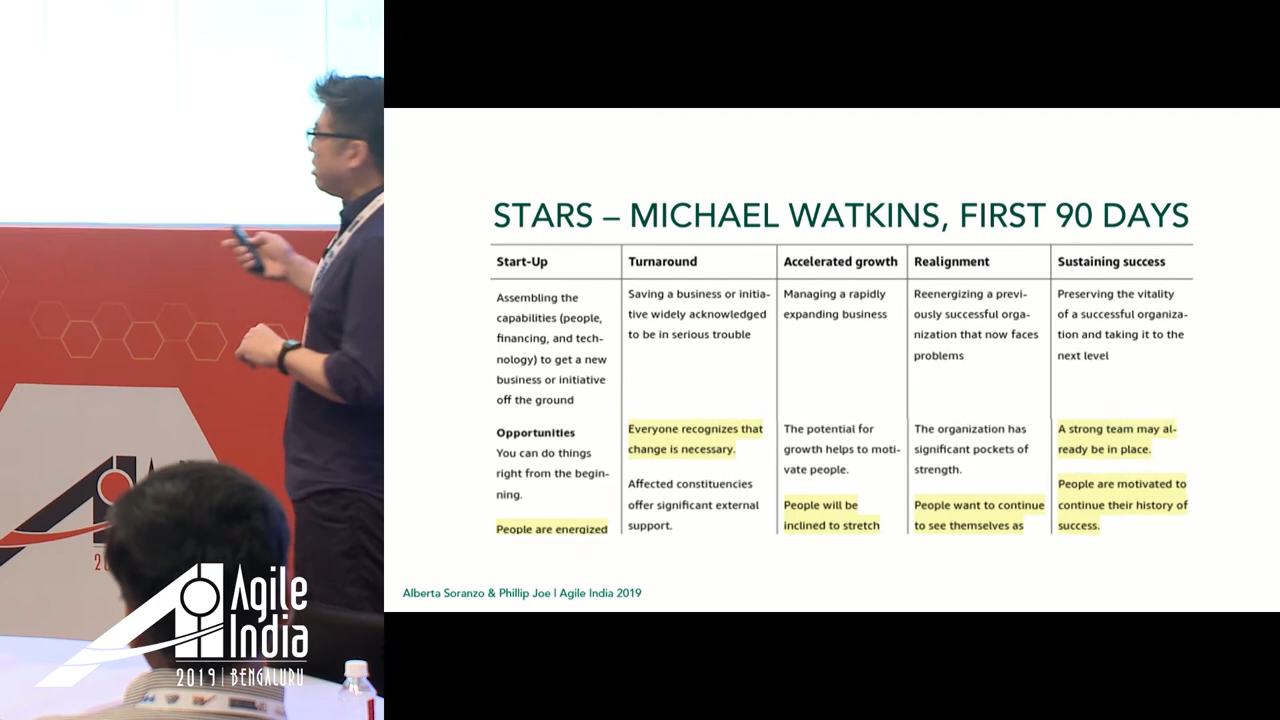 STARS – MICHAEL WATKINS, FIRST 90 DAYS
Start-Up
Assembling the
capabilities (people,
financing, and tech-
nology) to get a new
business or initiative
off the ground
Opportunities
You can do things
right from the begin-
ning.
People are energized
Turnaround
Saving a business or initia-
tive widely acknowledged
to be in serious trouble
Everyone recognizes that
change is necessary.
Affected constituencies
offer significant external
support.
Accelerated growth
Managing a rapidly
expanding business
The potential for
growth helps to moti-
vate people.
People will be
inclined to stretch
Realignment
Reenergizing a previ-
ously successful orga-
nization that now faces
problems
The organization has
significant pockets of
strength.
People want to continue
to see themselves as
Sustaining success
Preserving the vitality
of a successful organiza-
tion and taking it to the
next level
A strong team may al-
ready be in place.
People are motivated to
continue their history of
success.
Alberta Soranzo & Phillip Joe | Agile India 2019
Agile
India
2019 | BENGALURU